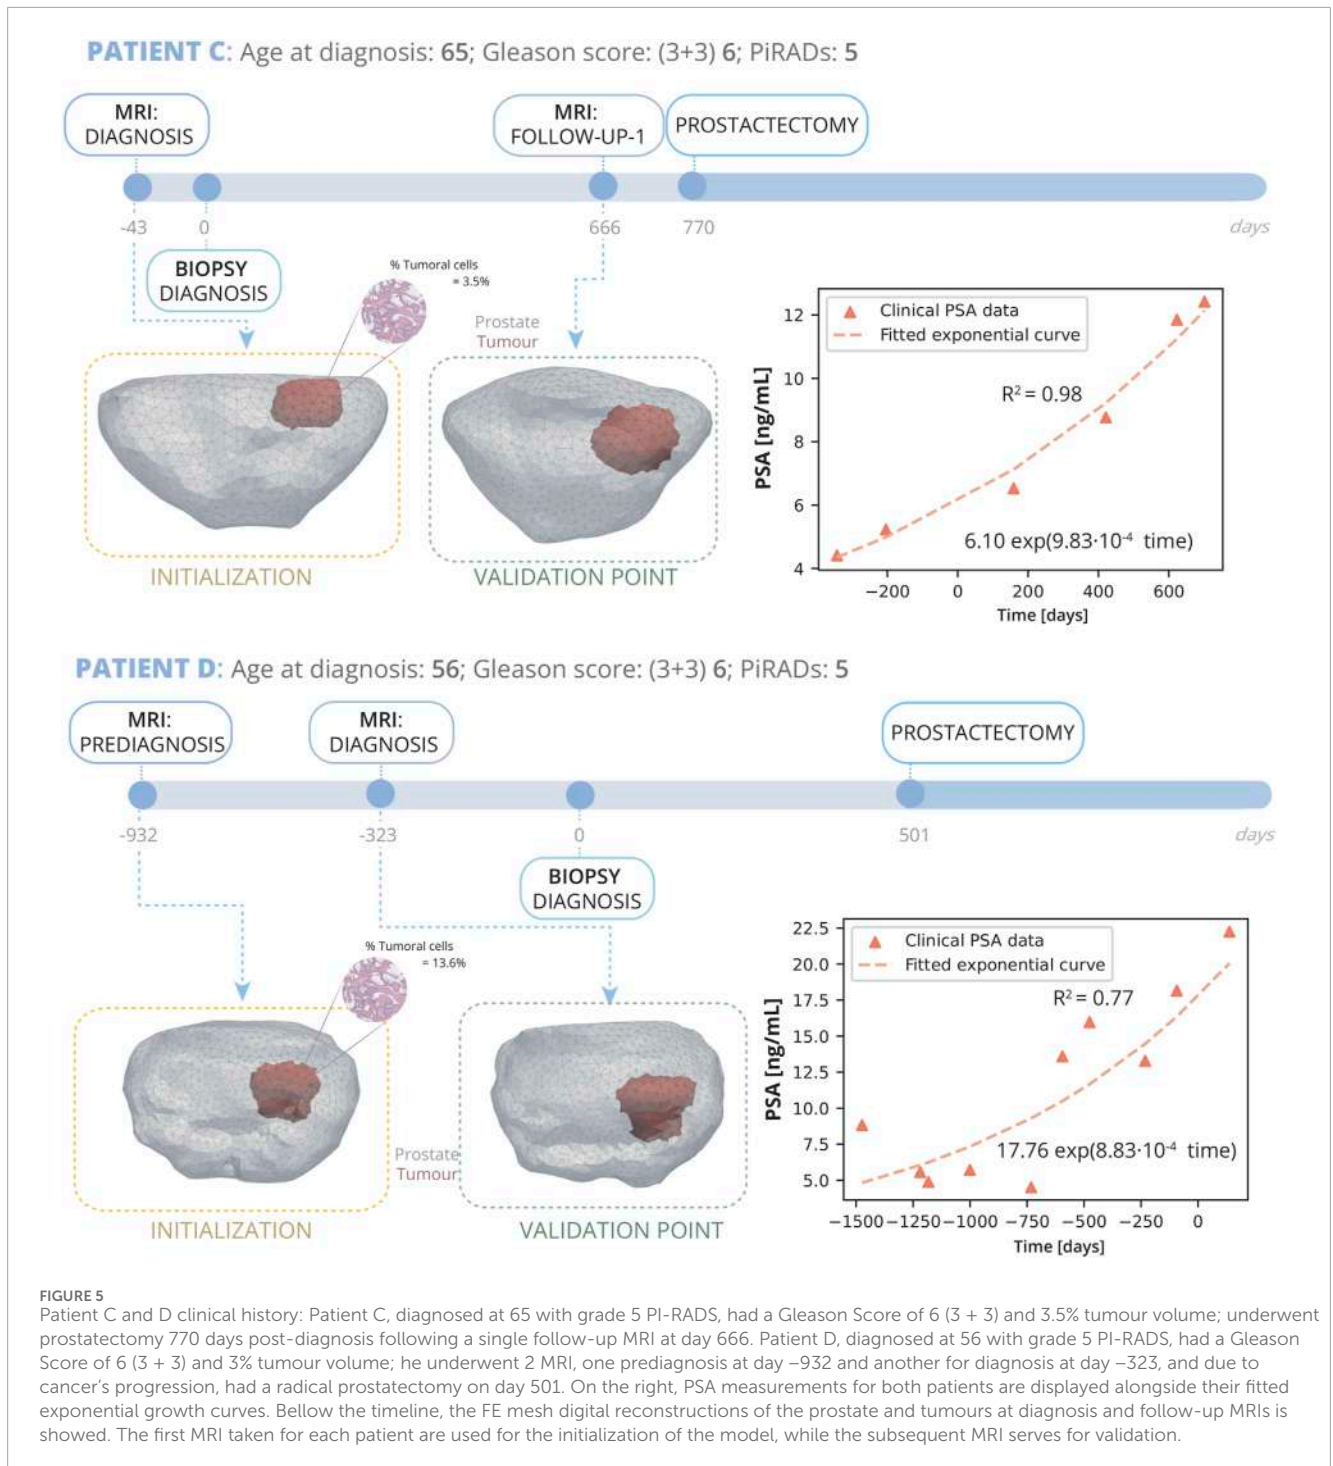 PATIENT C: Age at diagnosis: 65; Gleason score: (3+3) 6; PiRADs: 5
MRI:
DIAGNOSIS
MRI:
FOLLOW-UP-1
PROSTACTECTOMY
-43
0
666
770
days
BIOPSY
DIAGNOSIS
% Tumoral cells
= 3.5%
Prostate
Tumour
INITIALIZATION
VALIDATION POINT
Clinical PSA data
Fitted exponential curve
R² = 0.98
6.10 exp(9.83·10⁻⁴ time)
PSA [ng/mL]
12
10
8
6
4
−200
0
200
400
600
Time [days]
PATIENT D: Age at diagnosis: 56; Gleason score: (3+3) 6; PiRADs: 5
MRI:
PREDIAGNOSIS
MRI:
DIAGNOSIS
PROSTACTECTOMY
-932
-323
0
501
days
BIOPSY
DIAGNOSIS
% Tumoral cells
= 13.6%
Prostate
Tumour
INITIALIZATION
VALIDATION POINT
Clinical PSA data
Fitted exponential curve
R² = 0.77
17.76 exp(8.83·10⁻⁴ time)
PSA [ng/mL]
22.5
20.0
17.5
15.0
12.5
10.0
7.5
5.0
−1500
−1250
−1000
−750
−500
−250
0
Time [days]
FIGURE 5
Patient C and D clinical history: Patient C, diagnosed at 65 with grade 5 PI-RADS, had a Gleason Score of 6 (3 + 3) and 3.5% tumour volume; underwent
prostatectomy 770 days post-diagnosis following a single follow-up MRI at day 666. Patient D, diagnosed at 56 with grade 5 PI-RADS, had a Gleason
Score of 6 (3 + 3) and 3% tumour volume; he underwent 2 MRI, one prediagnosis at day −932 and another for diagnosis at day −323, and due to
cancer's progression, had a radical prostatectomy on day 501. On the right, PSA measurements for both patients are displayed alongside their fitted
exponential growth curves. Bellow the timeline, the FE mesh digital reconstructions of the prostate and tumours at diagnosis and follow-up MRIs is
showed. The first MRI taken for each patient are used for the initialization of the model, while the subsequent MRI serves for validation.